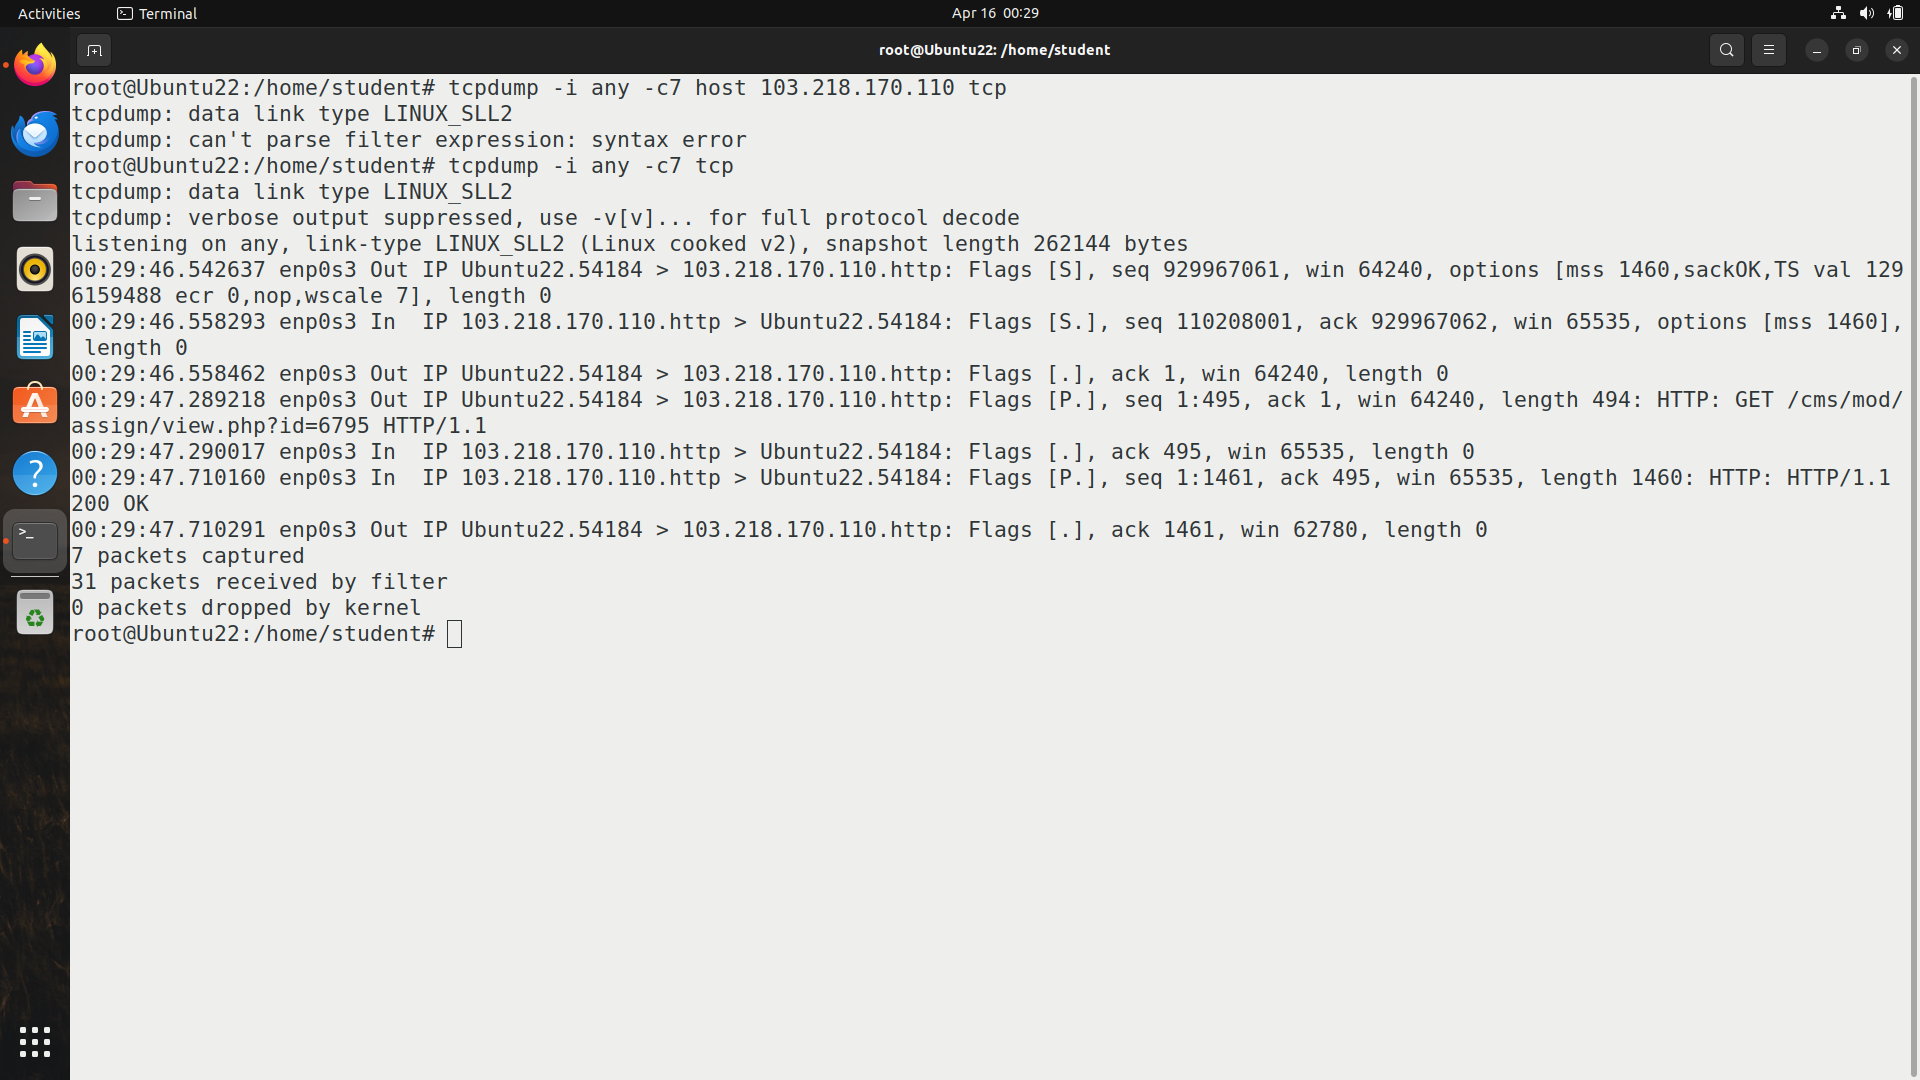 Activities
Terminal
Apr 16 00:29
root@Ubuntu22: /home/student
root@Ubuntu22:/home/student# tcpdump -i any -c7 host 103.218.170.110 tcp
tcpdump: data link type LINUX_SLL2
tcpdump: can't parse filter expression: syntax error
root@Ubuntu22:/home/student# tcpdump -i any -c7 tcp
tcpdump: data link type LINUX_SLL2
tcpdump: verbose output suppressed, use -v[v]... for full protocol decode
listening on any, link-type LINUX_SLL2 (Linux cooked v2), snapshot length 262144 bytes
00:29:46.542637 enp0s3 Out IP Ubuntu22.54184 > 103.218.170.110.http: Flags [S], seq 929967061, win 64240, options [mss 1460,sackOK,TS val 129
6159488 ecr 0,nop,wscale 7], length 0
00:29:46.558293 enp0s3 In  IP 103.218.170.110.http > Ubuntu22.54184: Flags [S.], seq 110208001, ack 929967062, win 65535, options [mss 1460],
 length 0
00:29:46.558462 enp0s3 Out IP Ubuntu22.54184 > 103.218.170.110.http: Flags [.], ack 1, win 64240, length 0
00:29:47.289218 enp0s3 Out IP Ubuntu22.54184 > 103.218.170.110.http: Flags [P.], seq 1:495, ack 1, win 64240, length 494: HTTP: GET /cms/mod/
assign/view.php?id=6795 HTTP/1.1
00:29:47.290017 enp0s3 In  IP 103.218.170.110.http > Ubuntu22.54184: Flags [.], ack 495, win 65535, length 0
00:29:47.710160 enp0s3 In  IP 103.218.170.110.http > Ubuntu22.54184: Flags [P.], seq 1:1461, ack 495, win 65535, length 1460: HTTP: HTTP/1.1
200 OK
00:29:47.710291 enp0s3 Out IP Ubuntu22.54184 > 103.218.170.110.http: Flags [.], ack 1461, win 62780, length 0
7 packets captured
31 packets received by filter
0 packets dropped by kernel
root@Ubuntu22:/home/student#